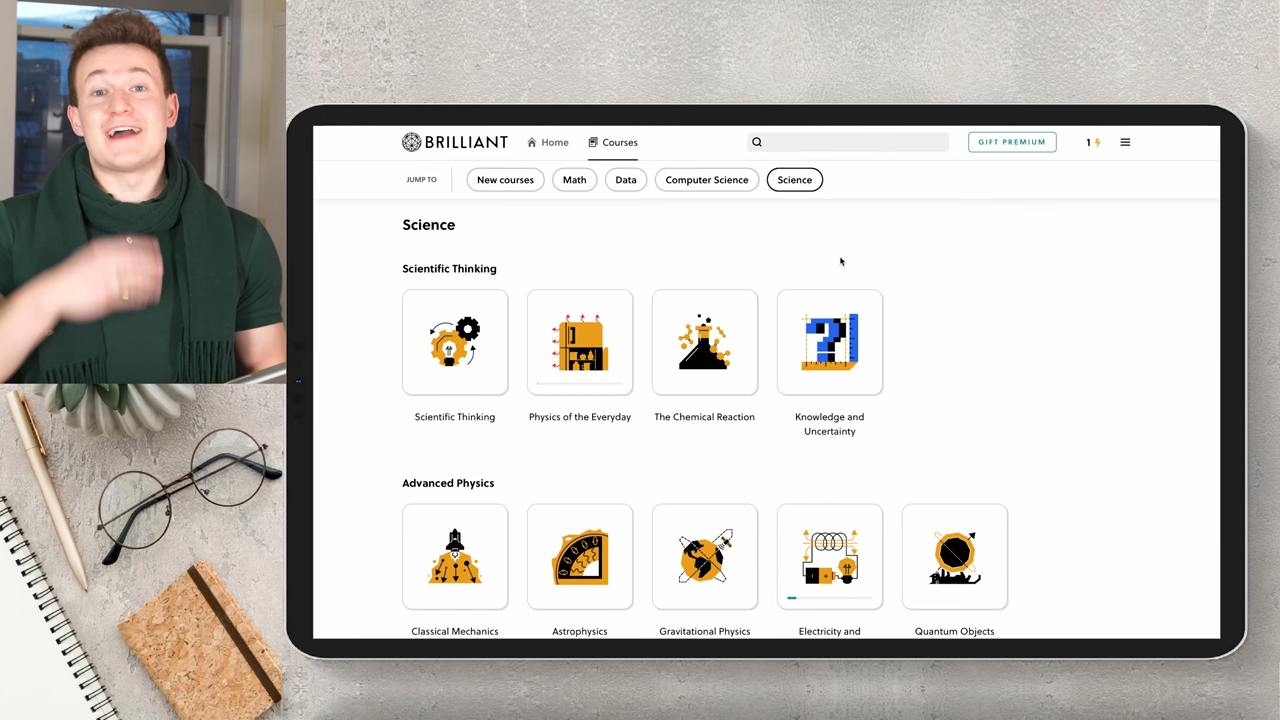 BRILLIANT Home Courses GIFT PREMIUM 1
JUMP TO New courses Math Data Computer Science Science
Science
Scientific Thinking
Scientific Thinking Physics of the Everyday The Chemical Reaction Knowledge and
Uncertainty
Advanced Physics
Classical Mechanics Astrophysics Gravitational Physics Electricity and Quantum Objects